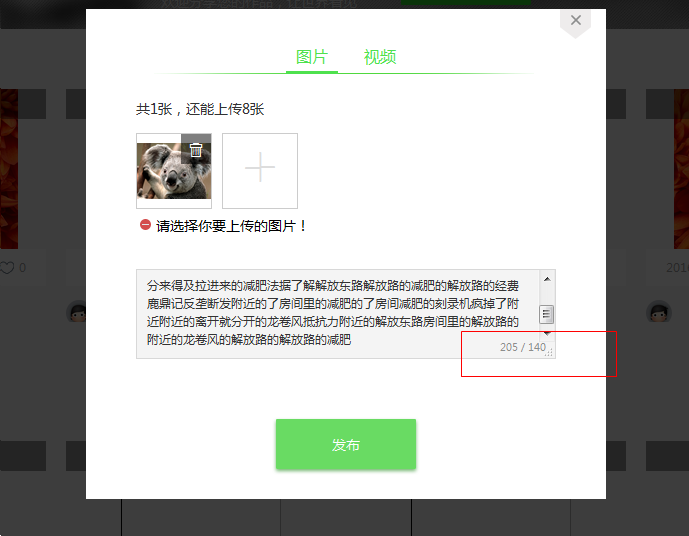 图片 视频
共1张，还能上传8张
请选择你要上传的图片！
分来得及拉进来的减肥法据了解解放东路解放路的减肥的解放路的经费
鹿鼎记反垄断发附近的了房间里的减肥的了房间减肥的刻录机疯掉了附
近附近的离开就分开的龙卷风抵抗力附近的解放东路房间里的解放路的
附近的龙卷风的解放路的解放路的减肥
205 / 140
发布
0